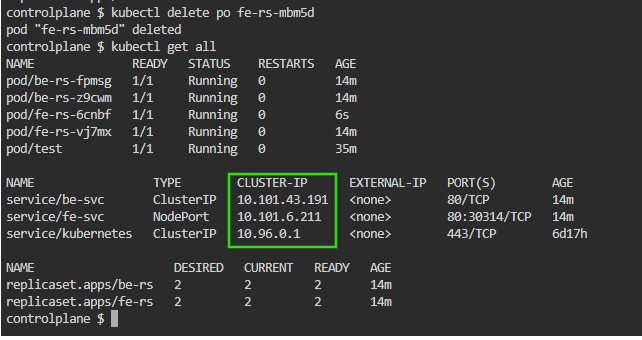 controlplane $ kubectl delete po fe-rs-mbm5d
pod "fe-rs-mbm5d" deleted
controlplane $ kubectl get all
NAME READY STATUS RESTARTS AGE
pod/be-rs-fpmsg 1/1 Running 0 14m
pod/be-rs-z9cwm 1/1 Running 0 14m
pod/fe-rs-6cnbf 1/1 Running 0 6s
pod/fe-rs-vj7mx 1/1 Running 0 14m
pod/test 1/1 Running 0 35m
NAME TYPE CLUSTER-IP EXTERNAL-IP PORT(S) AGE
service/be-svc ClusterIP 10.101.43.191 <none> 80/TCP 14m
service/fe-svc NodePort 10.101.6.211 <none> 80:30314/TCP 14m
service/kubernetes ClusterIP 10.96.0.1 <none> 443/TCP 6d17h
NAME DESIRED CURRENT READY AGE
replicaset.apps/be-rs 2 2 2 14m
replicaset.apps/fe-rs 2 2 2 14m
controlplane $